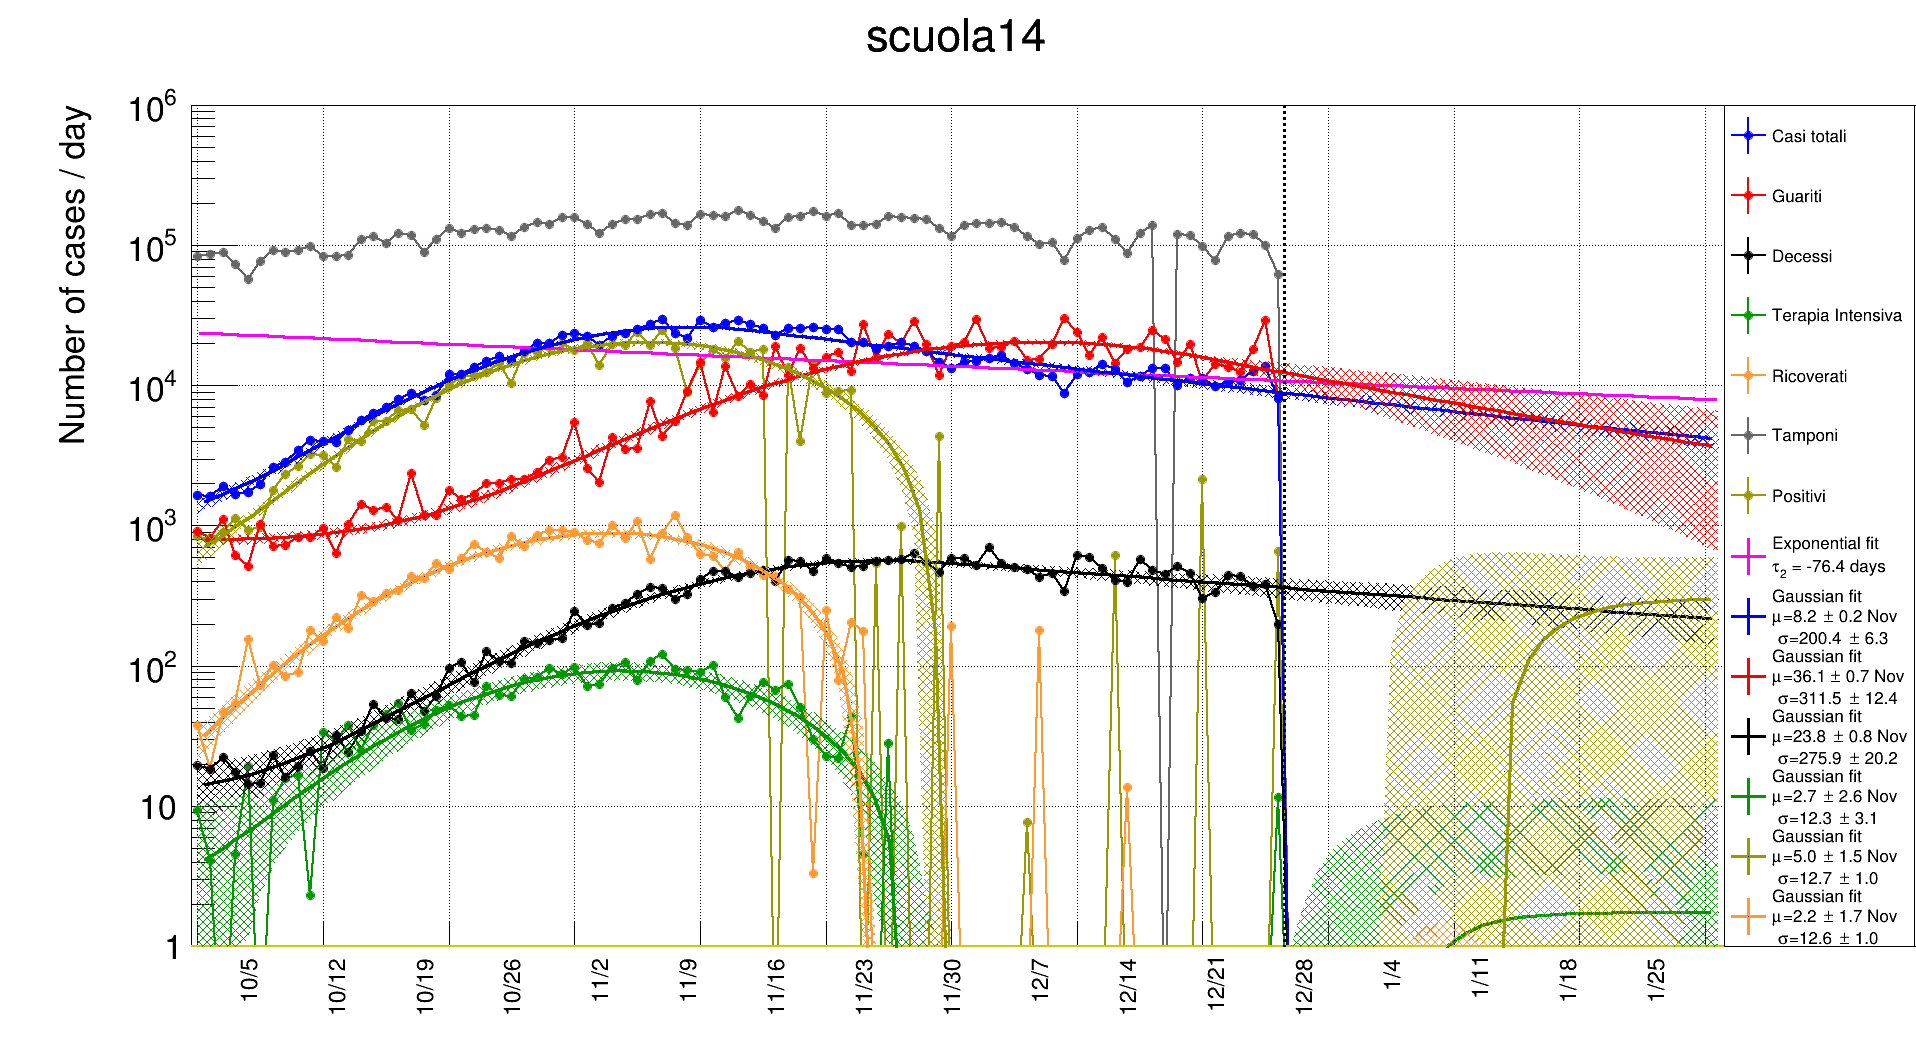 scuola14
Number of cases / day
10^6
10^5
10^4
10^3
10^2
10
1
10/5
10/12
10/19
10/26
11/2
11/9
11/16
11/23
11/30
12/7
12/14
12/21
12/28
1/4
1/11
1/18
1/25
Casi totali
Guariti
Decessi
Terapia Intensiva
Ricoverati
Tamponi
Positivi
Exponential fit
τ₂ = -76.4 days
Gaussian fit
μ=8.2 ± 0.2 Nov
σ=200.4 ± 6.3
Gaussian fit
μ=36.1 ± 0.7 Nov
σ=311.5 ± 12.4
Gaussian fit
μ=23.8 ± 0.8 Nov
σ=275.9 ± 20.2
Gaussian fit
μ=2.7 ± 2.6 Nov
σ=12.3 ± 3.1
Gaussian fit
μ=5.0 ± 1.5 Nov
σ=12.7 ± 1.0
Gaussian fit
μ=2.2 ± 1.7 Nov
σ=12.6 ± 1.0